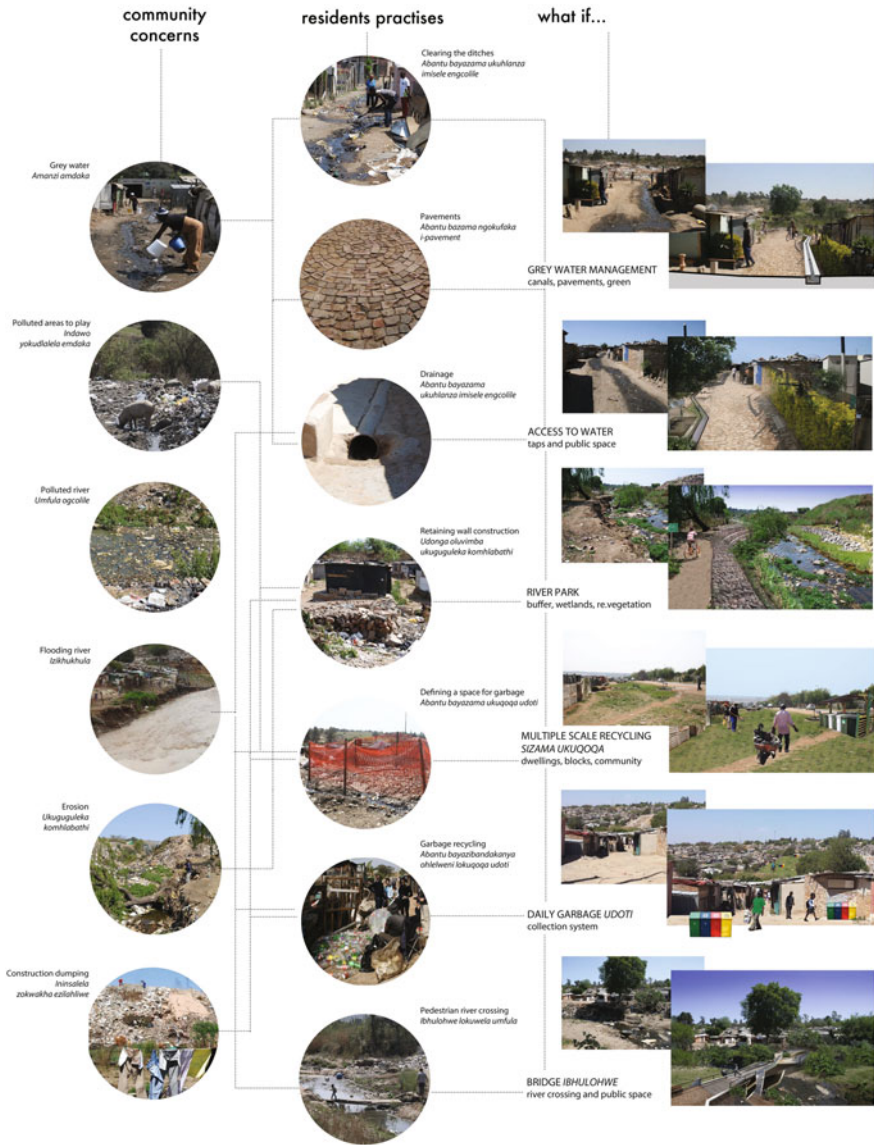 community
concerns
residents practises
what if...
Grey water
Amanzi amdaka
Polluted areas to play
Indawo
yokudlalela emdaka
Polluted river
Umfula ogcolile
Flooding river
Izikhukhula
Erosion
Ukuguguleka
komhlabathi
Construction dumping
Ininsalela
zokwakha ezilahliwe
Clearing the ditches
Abantu bayazama ukuhlanza
imisele engcolile
Pavements
Abantu bazama ngokufaka
i-pavement
Drainage
Abantu bayazama
ukuhlanza imisele engcolile
Retaining wall construction
Udonga oluvimba
ukuguguleka komhlabathi
Defining a space for garbage
Abantu bayazama ukuqoqa udoti
Garbage recycling
Abantu bayazibandakanya
ohlelweni lokuqoqa udoti
Pedestrian river crossing
Ibhulohwe lokuwela umfula
GREY WATER MANAGEMENT
canals, pavements, green
ACCESS TO WATER
taps and public space
RIVER PARK
buffer, wetlands, re.vegetation
MULTIPLE SCALE RECYCLING
SIZAMA UKUQOQA
dwellings, blocks, community
DAILY GARBAGE UDOTI
collection system
BRIDGE IBHULOHWE
river crossing and public space